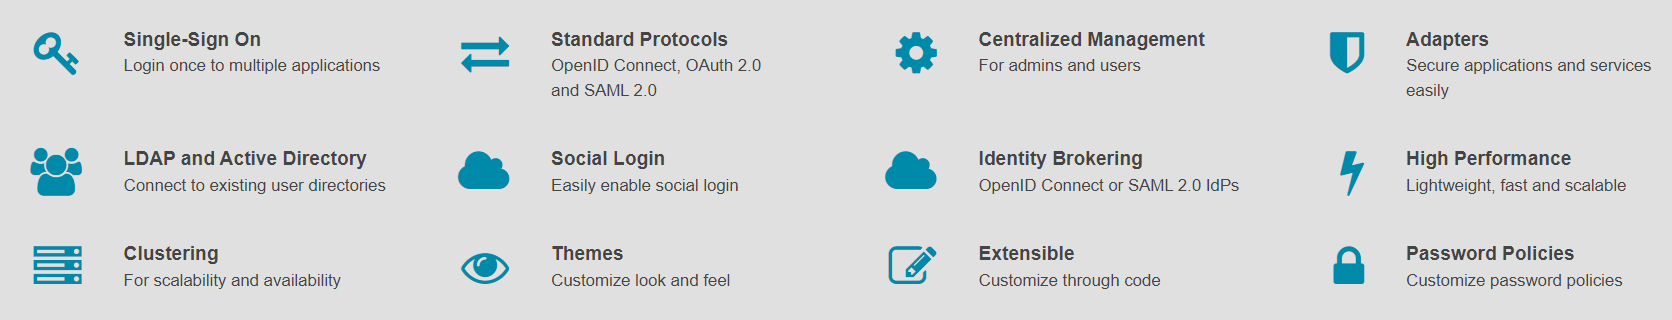 Single-Sign On
Login once to multiple applications
Standard Protocols
OpenID Connect, OAuth 2.0
and SAML 2.0
Centralized Management
For admins and users
Adapters
Secure applications and services
easily
LDAP and Active Directory
Connect to existing user directories
Social Login
Easily enable social login
Identity Brokering
OpenID Connect or SAML 2.0 IdPs
High Performance
Lightweight, fast and scalable
Clustering
For scalability and availability
Themes
Customize look and feel
Extensible
Customize through code
Password Policies
Customize password policies